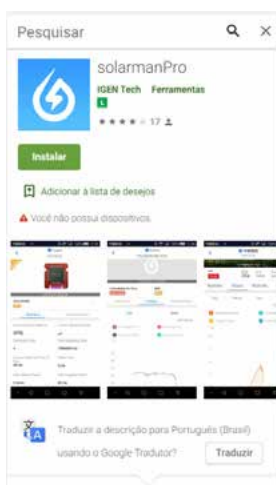 Pesquisar
solarmanPro
IGEN Tech Ferramentas
L
17
Instalar
Adicionar à lista de desejos
Você não possui dispositivos.
Traduzir a descrição para Português (Brasil)
usando o Google Tradutor?
Traduzir